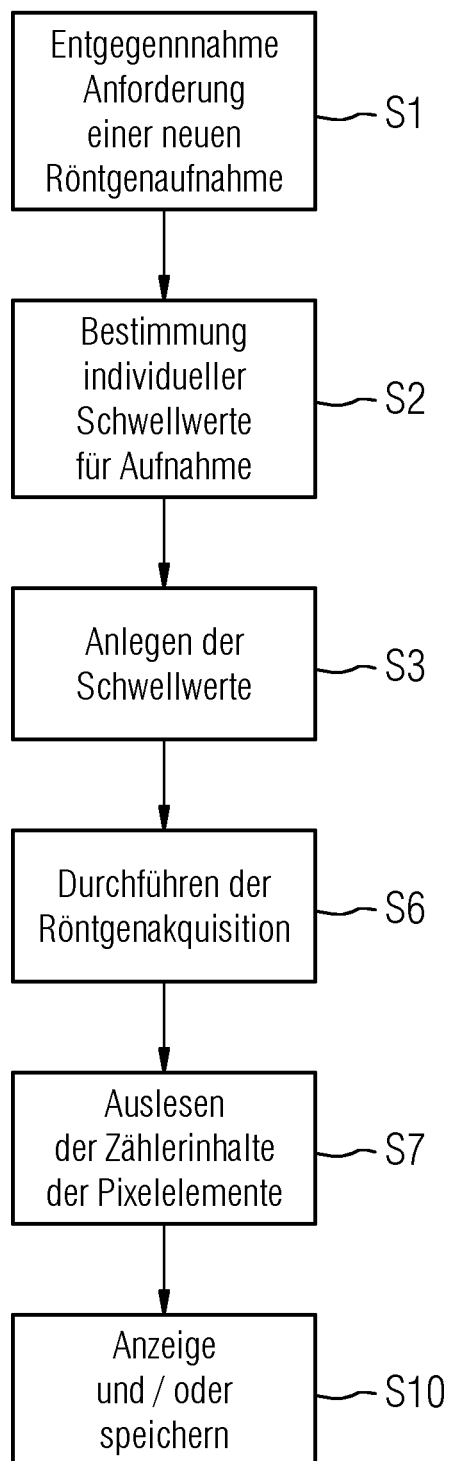 Entgegennnahme
Anforderung
einer neuen
Röntgenaufnahme
S1
Bestimmung
individueller
Schwellwerte
für Aufnahme
S2
Anlegen der
Schwellwerte
S3
Durchführen der
Röntgenakquisition
S6
Auslesen
der Zählerinhalte
der Pixelelemente
S7
Anzeige
und / oder
speichern
S10